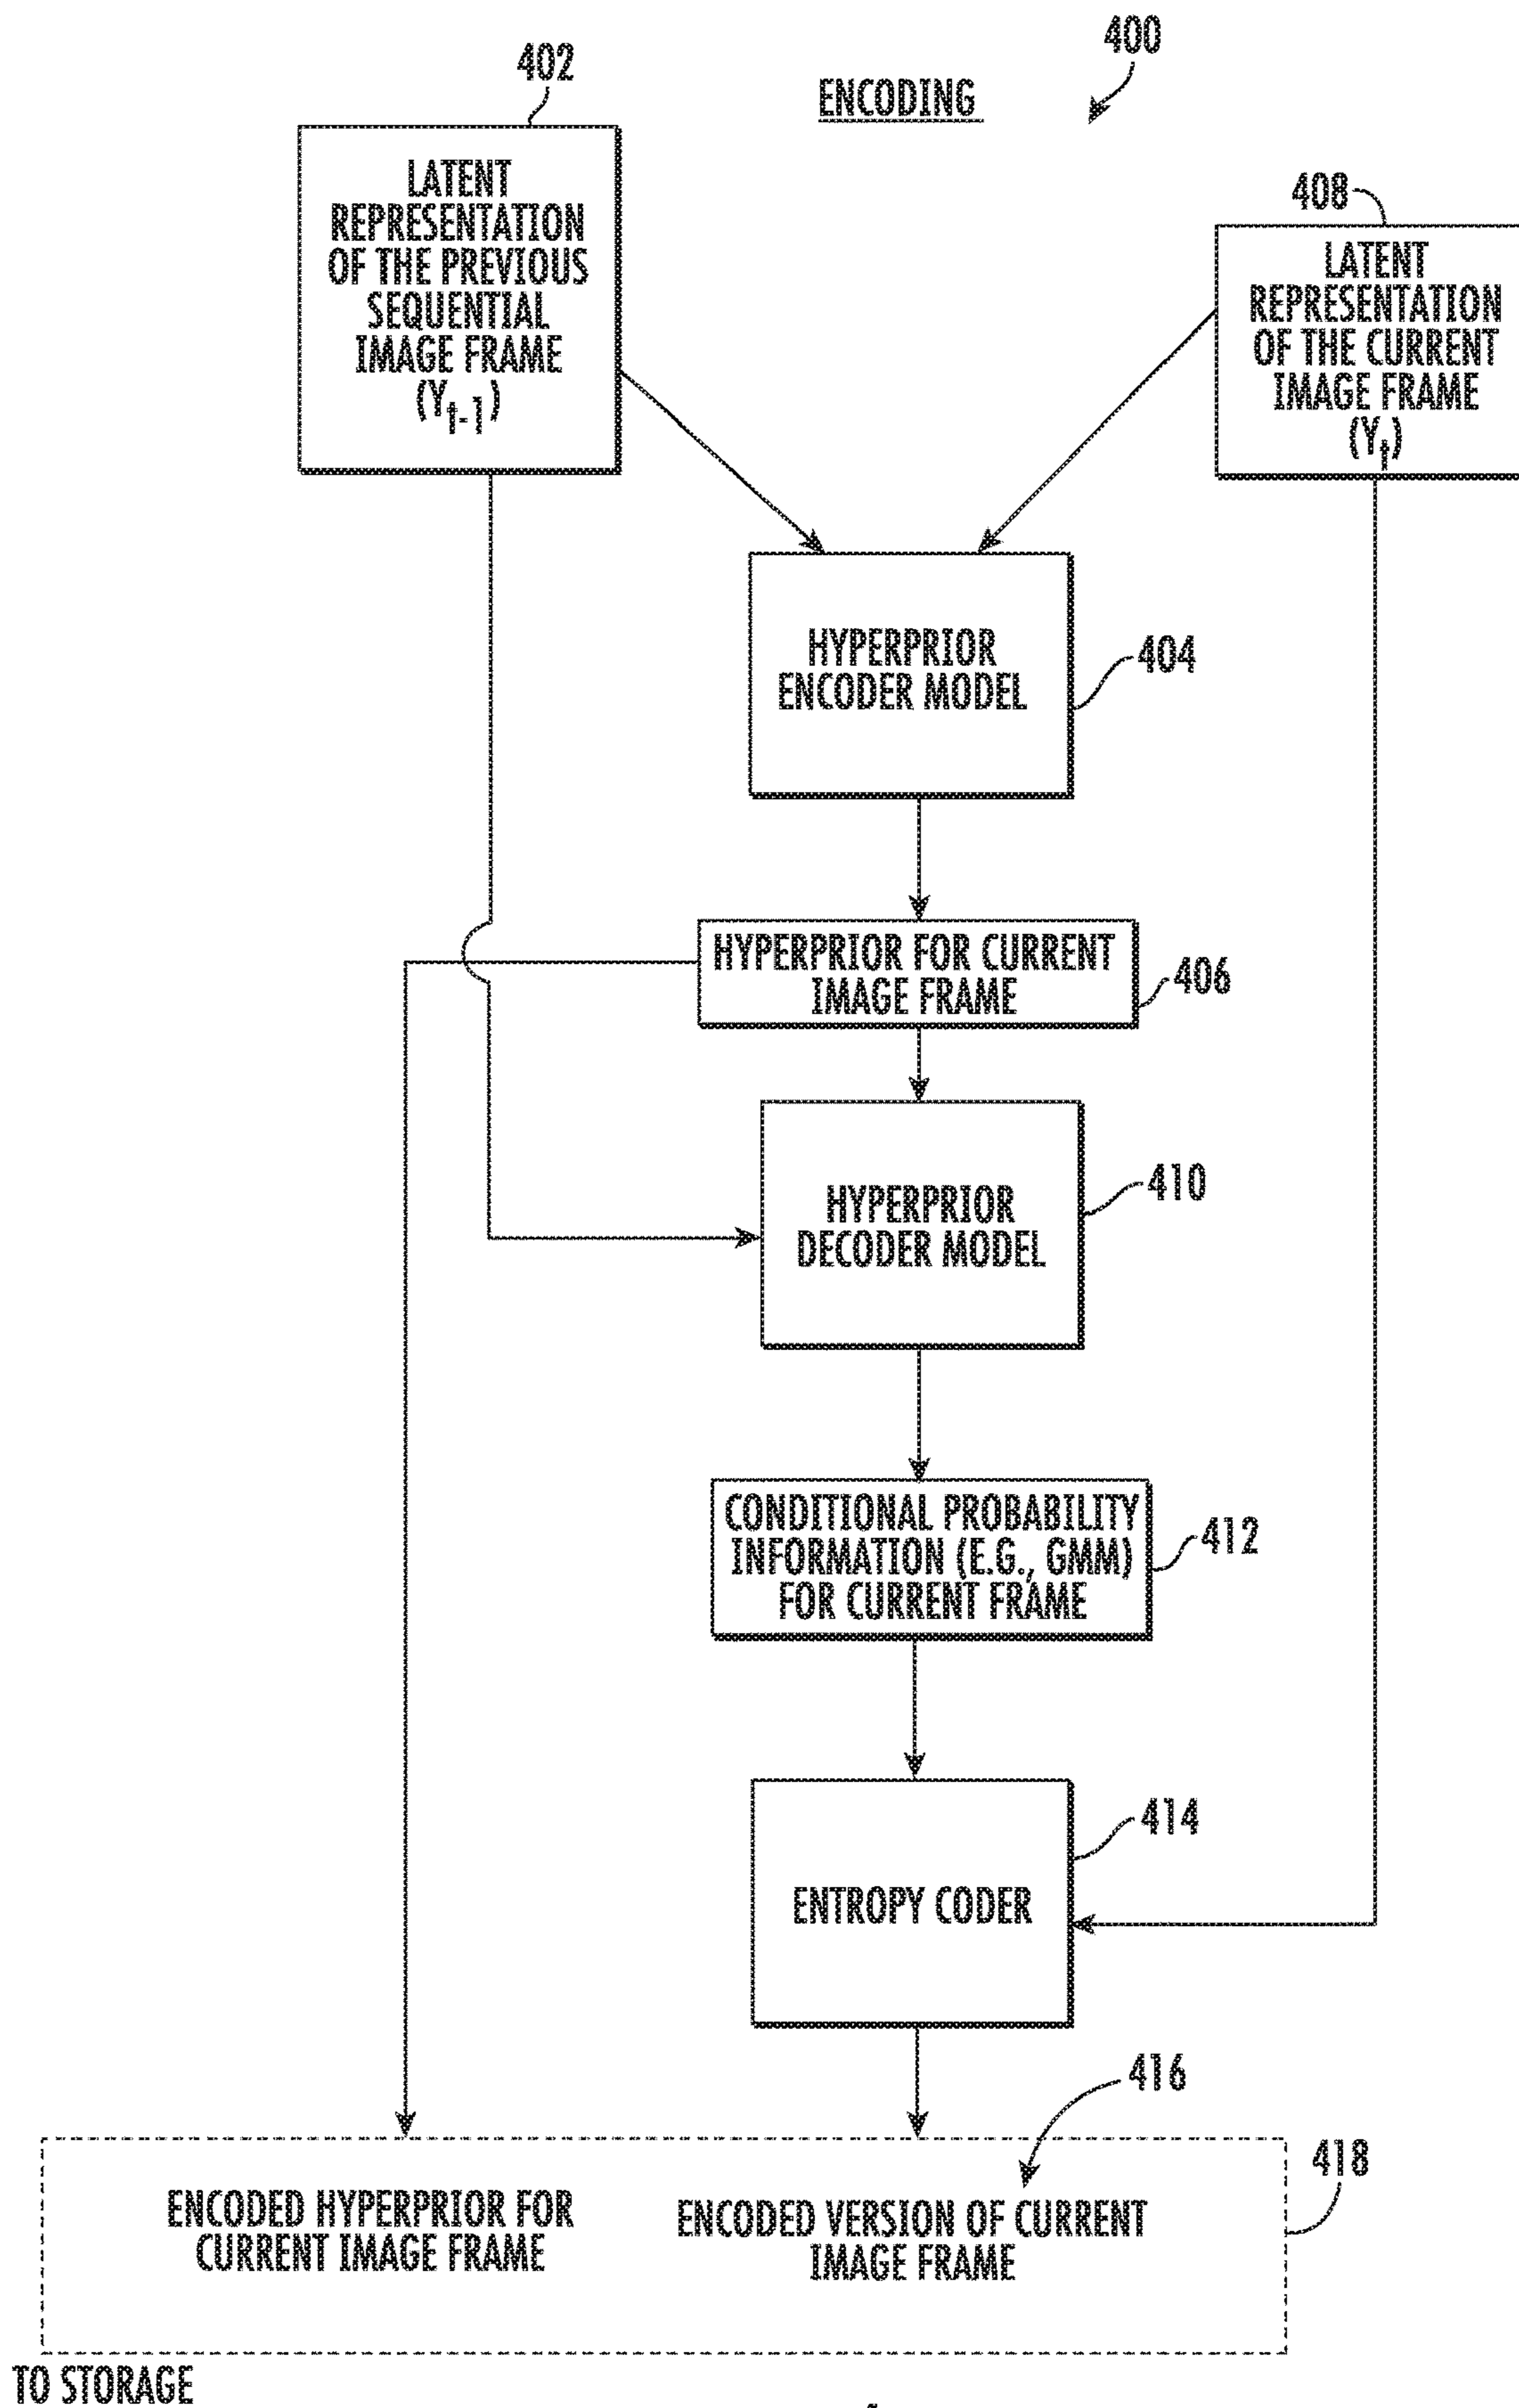 400
402
ENCODING
LATENT
REPRESENTATION
OF THE PREVIOUS
SEQUENTIAL
IMAGE FRAME
(Yt-1)
408
LATENT
REPRESENTATION
OF THE CURRENT
IMAGE FRAME
(Yt)
HYPERPRIOR
ENCODER MODEL
404
HYPERPRIOR FOR CURRENT
IMAGE FRAME
406
HYPERPRIOR
DECODER MODEL
410
CONDITIONAL PROBABILITY
INFORMATION (E.G., GMM)
FOR CURRENT FRAME
412
414
ENTROPY CODER
416
418
ENCODED HYPERPRIOR FOR
CURRENT IMAGE FRAME
ENCODED VERSION OF CURRENT
IMAGE FRAME
TO STORAGE